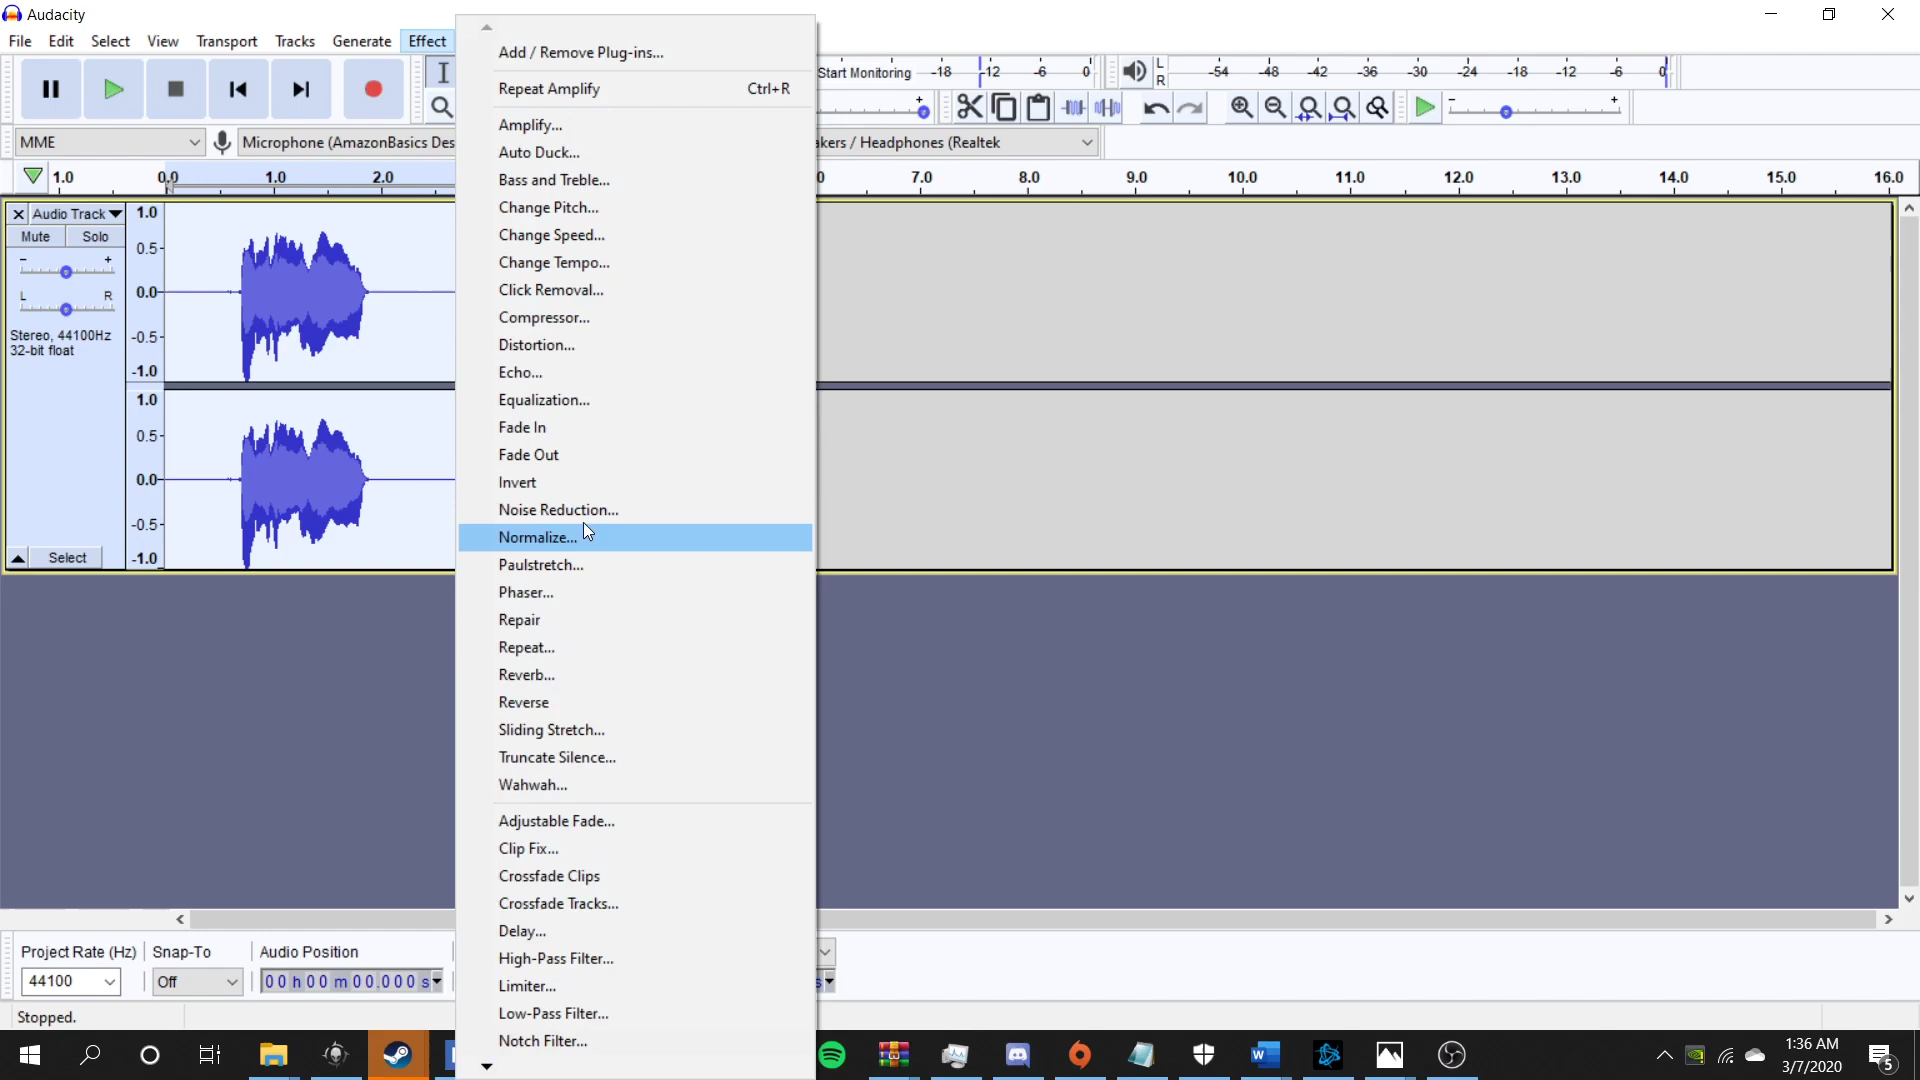 Audacity
File Edit Select View Transport Tracks Generate Effect
Add / Remove Plug-ins...
Repeat Amplify Ctrl+R
Amplify...
Auto Duck...
Bass and Treble...
Change Pitch...
Change Speed...
Change Tempo...
Click Removal...
Compressor...
Distortion...
Echo...
Equalization...
Fade In
Fade Out
Invert
Noise Reduction...
Normalize...
Paulstretch...
Phaser...
Repair
Repeat...
Reverb...
Reverse
Sliding Stretch...
Truncate Silence...
Wahwah...
Adjustable Fade...
Clip Fix...
Crossfade Clips
Crossfade Tracks...
Delay...
High-Pass Filter...
Limiter...
Low-Pass Filter...
Notch Filter...
Start Monitoring -18 -12 -6 0
L
R
-54 -48 -42 -36 -30 -24 -18 -12 -6 0
MME
Microphone (AmazonBasics Des
akers / Headphones (Realtek
1.0 0.0 1.0 2.0
0 7.0 8.0 9.0 10.0 11.0 12.0 13.0 14.0 15.0 16.0
Audio Track
Mute Solo
- +
L R
Stereo, 44100Hz
32-bit float
Select
1.0
0.5
0.0
-0.5
-1.0
1.0
0.5
0.0
-0.5
-1.0
Project Rate (Hz) Snap-To Audio Position
44100 Off 00 h 00 m 00.000 s
s
Stopped.
1:36 AM
3/7/2020
5